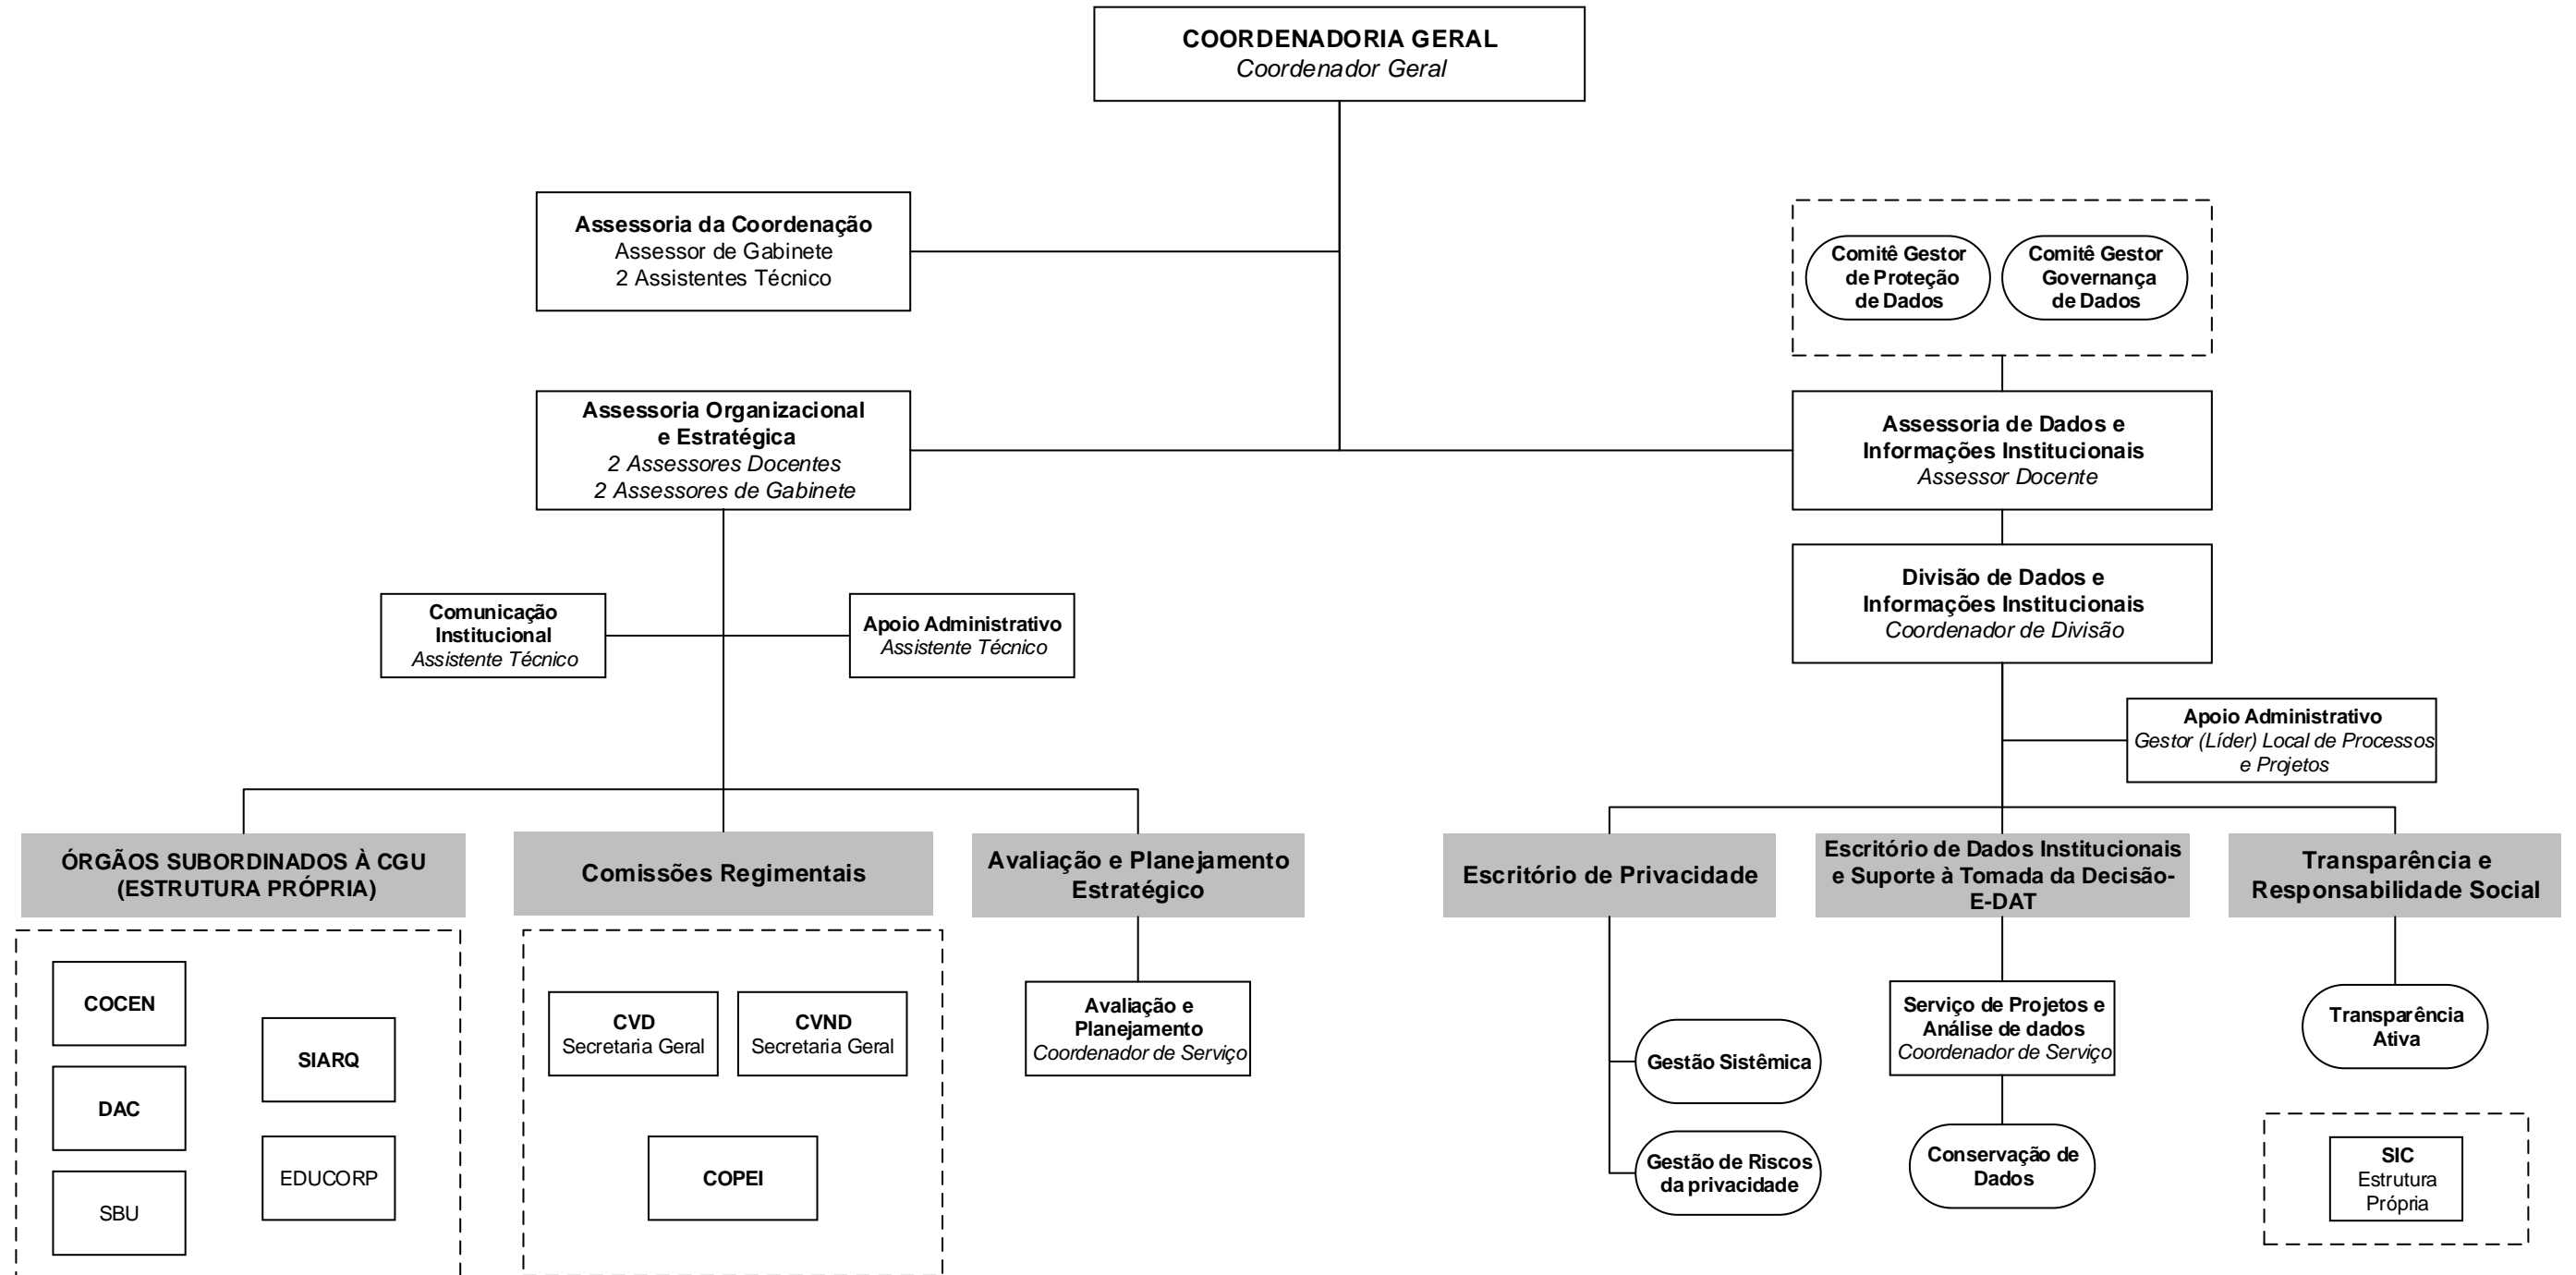 COORDENADORIA GERAL
Coordenador Geral
Assessoria da Coordenação
Assessor de Gabinete
2 Assistentes Técnico
Comitê Gestor
de Proteção
de Dados
Comitê Gestor
Governança
de Dados
Assessoria Organizacional
e Estratégica
2 Assessores Docentes
2 Assessores de Gabinete
Assessoria de Dados e
Informações Institucionais
Assessor Docente
Divisão de Dados e
Informações Institucionais
Coordenador de Divisão
Comunicação
Institucional
Assistente Técnico
Apoio Administrativo
Assistente Técnico
Apoio Administrativo
Gestor (Líder) Local de Processos
e Projetos
ÓRGÃOS SUBORDINADOS À CGU
(ESTRUTURA PRÓPRIA)
Comissões Regimentais
Avaliação e Planejamento
Estratégico
Escritório de Privacidade
Escritório de Dados Institucionais
e Suporte à Tomada da Decisão-
E-DAT
Transparência e
Responsabilidade Social
COCEN
DAC
SBU
SIARQ
EDUCORP
CVD
Secretaria Geral
CVND
Secretaria Geral
COPEI
Avaliação e
Planejamento
Coordenador de Serviço
Gestão Sistêmica
Gestão de Riscos
da privacidade
Serviço de Projetos e
Análise de dados
Coordenador de Serviço
Conservação de
Dados
Transparência
Ativa
SIC
Estrutura
Própria